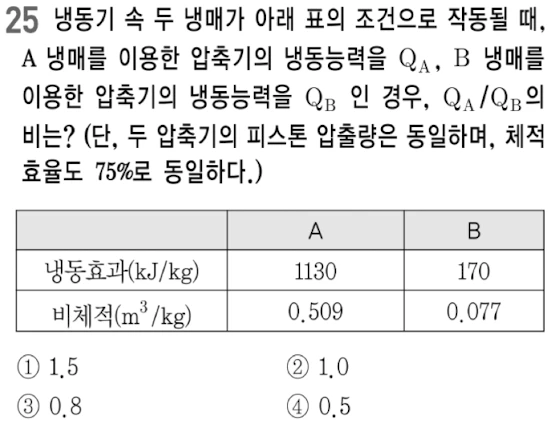 25 냉동기 속 두 냉매가 아래 표의 조건으로 작동될 때,
A 냉매를 이용한 압축기의 냉동능력을 Q_A, B 냉매를
이용한 압축기의 냉동능력을 Q_B 인 경우, Q_A/Q_B의
비는? (단, 두 압축기의 피스톤 압출량은 동일하며, 체적
효율도 75%로 동일하다.)
A B
냉동효과(kJ/kg) 1130 170
비체적(m³/kg) 0.509 0.077
① 1.5 ② 1.0
③ 0.8 ④ 0.5